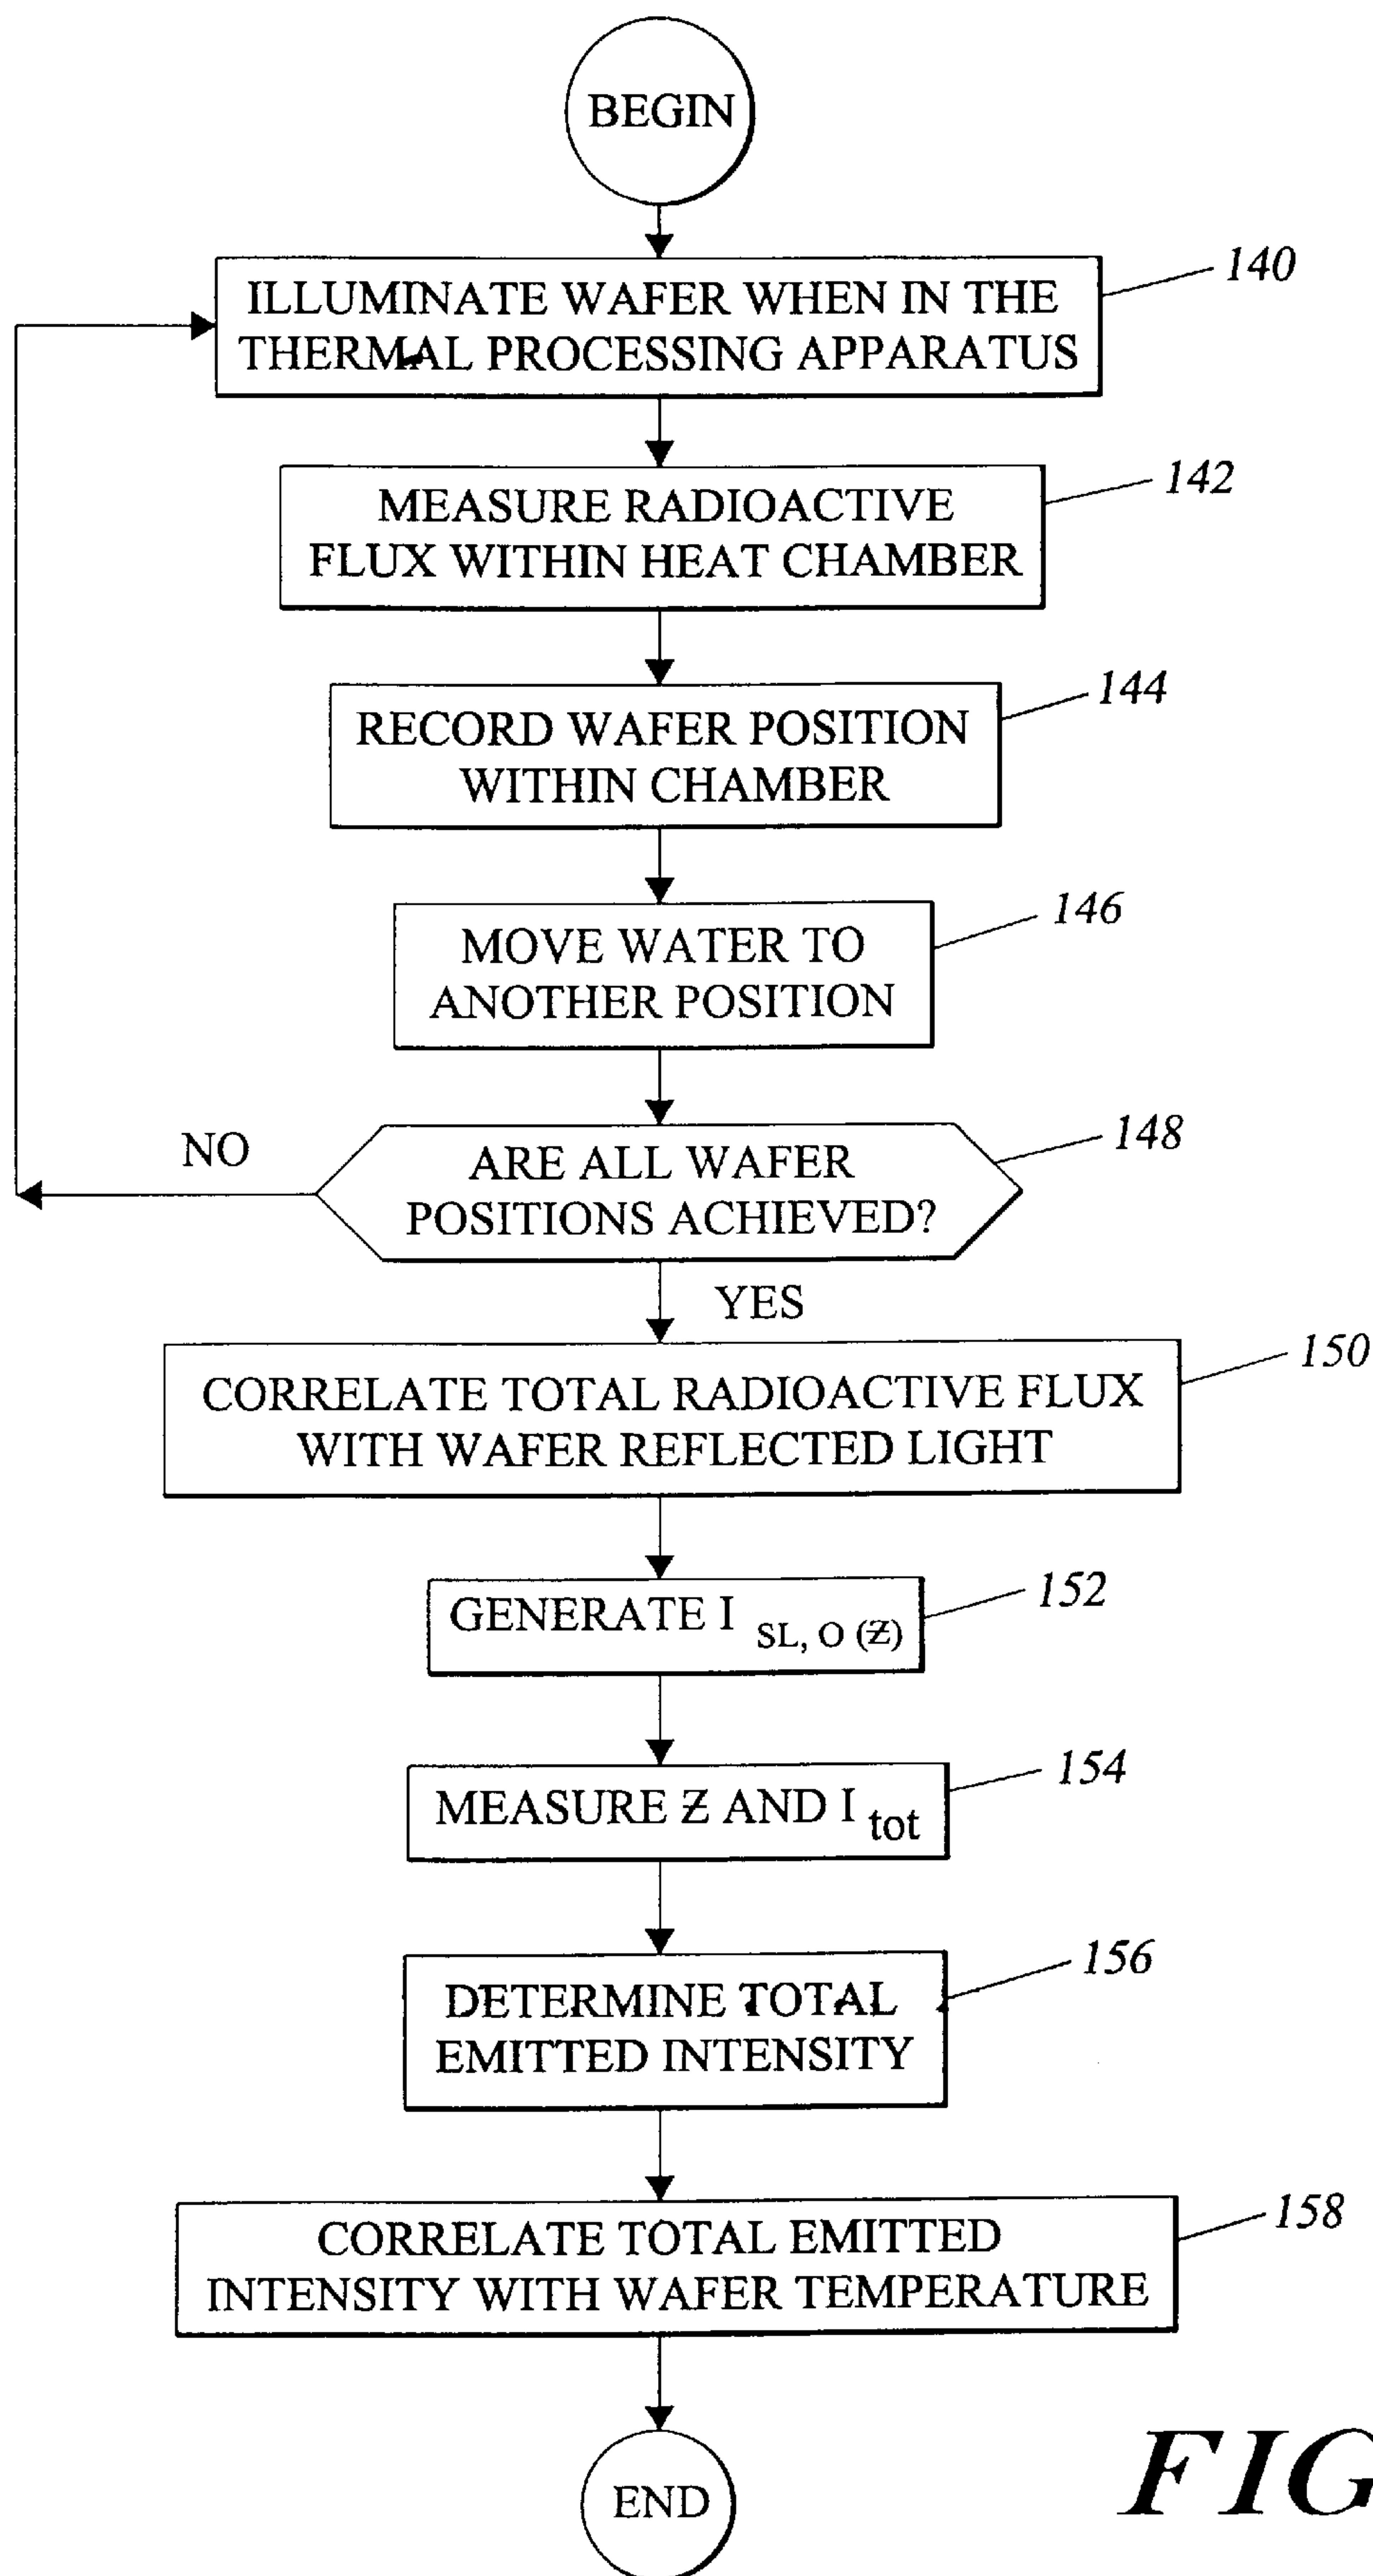 BEGIN
140
ILLUMINATE WAFER WHEN IN THE
THERMAL PROCESSING APPARATUS
142
MEASURE RADIOACTIVE
FLUX WITHIN HEAT CHAMBER
144
RECORD WAFER POSITION
WITHIN CHAMBER
146
MOVE WATER TO
ANOTHER POSITION
148
NO
ARE ALL WAFER
POSITIONS ACHIEVED?
YES
150
CORRELATE TOTAL RADIOACTIVE FLUX
WITH WAFER REFLECTED LIGHT
152
GENERATE I SL, O (Ƶ)
154
MEASURE Ƶ AND I tot
156
DETERMINE TOTAL
EMITTED INTENSITY
158
CORRELATE TOTAL EMITTED
INTENSITY WITH WAFER TEMPERATURE
END
FIG